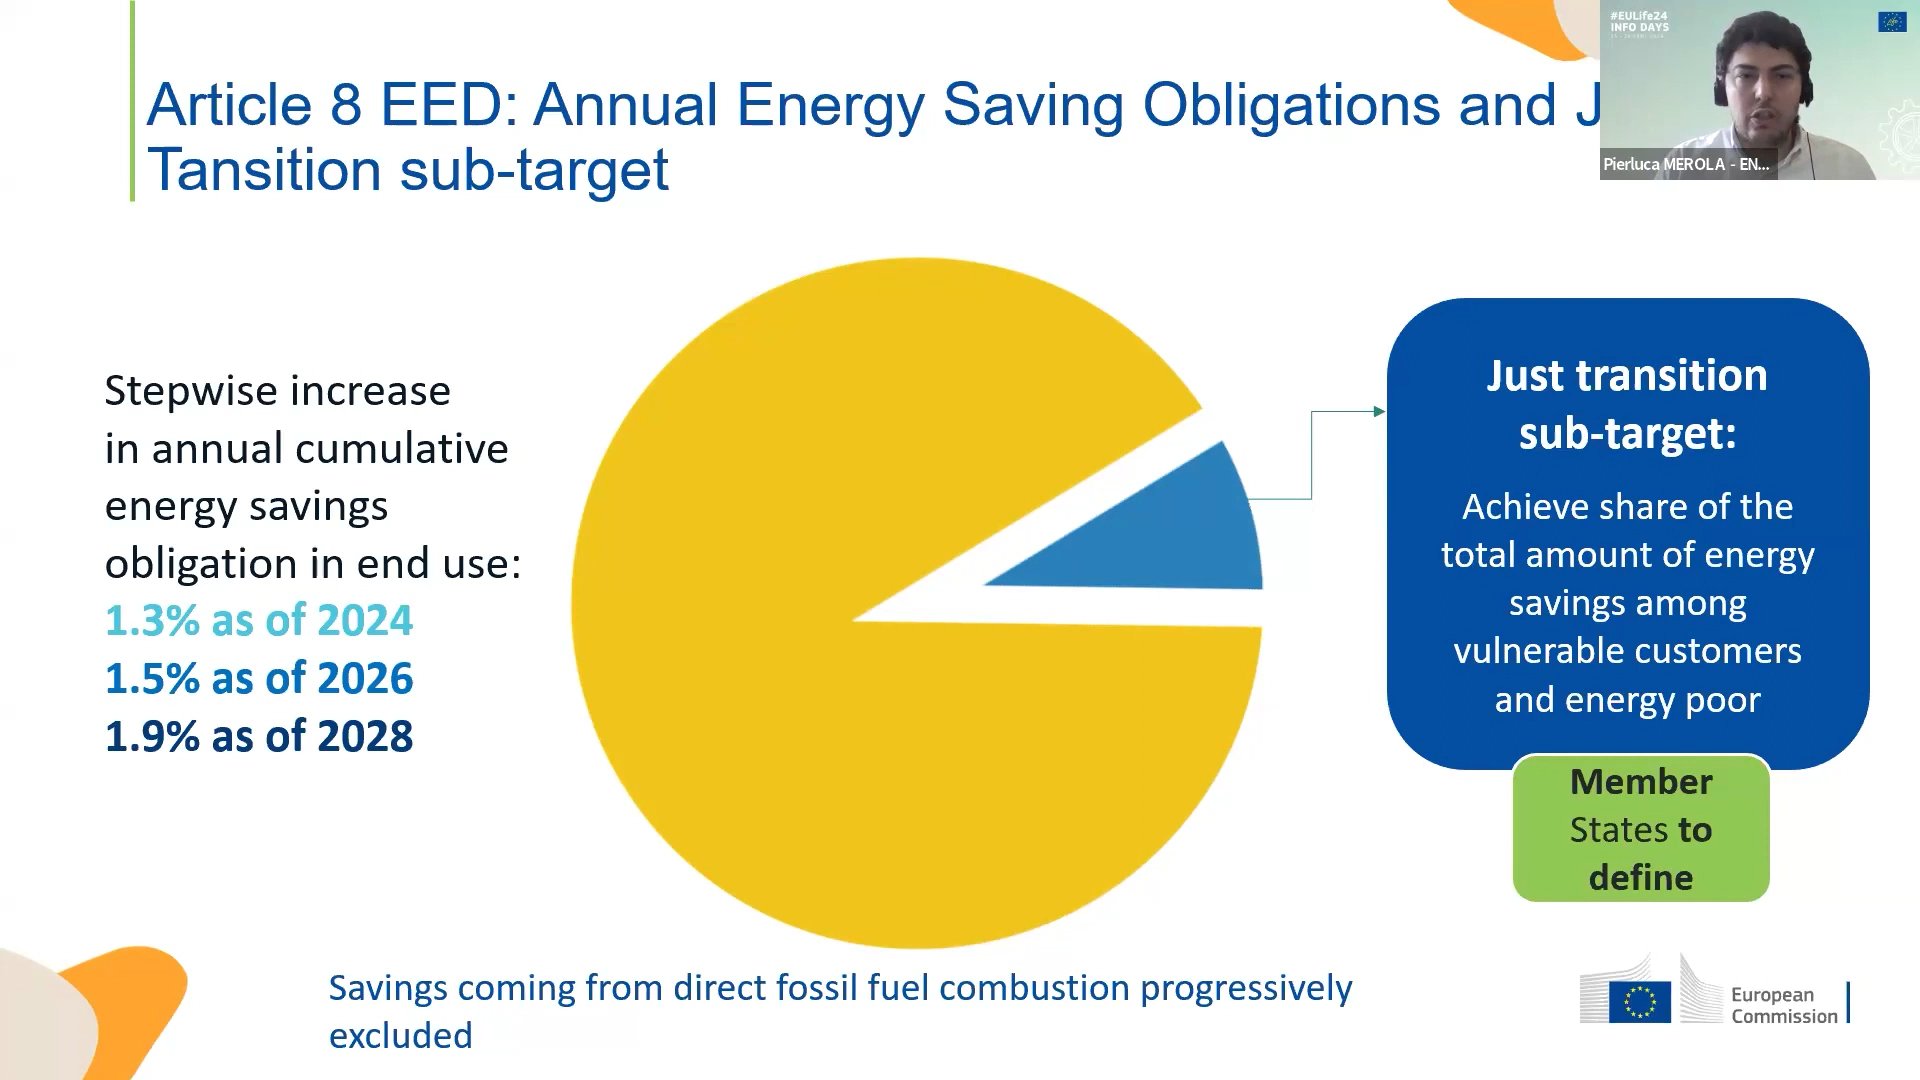 #EULife24
INFO DAYS
Pierluca MEROLA - EN...
Article 8 EED: Annual Energy Saving Obligations and J
Tansition sub-target
Stepwise increase
in annual cumulative
energy savings
obligation in end use:
1.3% as of 2024
1.5% as of 2026
1.9% as of 2028
Just transition
sub-target:
Achieve share of the
total amount of energy
savings among
vulnerable customers
and energy poor
Member
States to
define
Savings coming from direct fossil fuel combustion progressively
excluded
European
Commission